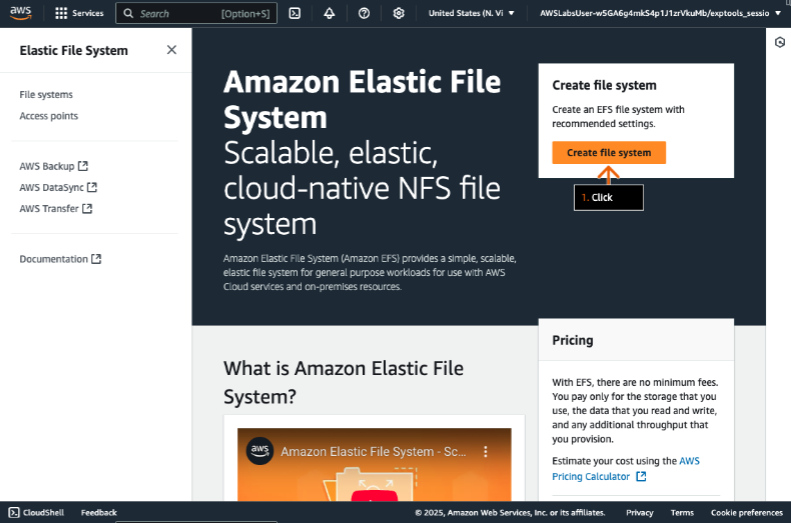 aws
Services
Search
[Option+S]
United States (N. Vi
AWSLabsUser-w5GA6g4mkS4p1J1zrVkuMb/exptools_sessio
Elastic File System
File systems
Access points
AWS Backup
AWS DataSync
AWS Transfer
Documentation
Amazon Elastic File
System
Scalable, elastic,
cloud-native NFS file
system
Amazon Elastic File System (Amazon EFS) provides a simple, scalable,
elastic file system for general purpose workloads for use with AWS
Cloud services and on-premises resources.
Create file system
Create an EFS file system with
recommended settings.
Create file system
1. Click
What is Amazon Elastic File
System?
aws
Amazon Elastic File System - Sc...
Pricing
With EFS, there are no minimum fees.
You pay only for the storage that you
use, the data that you read and write,
and any additional throughput that
you provision.
Estimate your cost using the AWS
Pricing Calculator
CloudShell
Feedback
© 2025, Amazon Web Services, Inc. or its affiliates.
Privacy
Terms
Cookie preferences